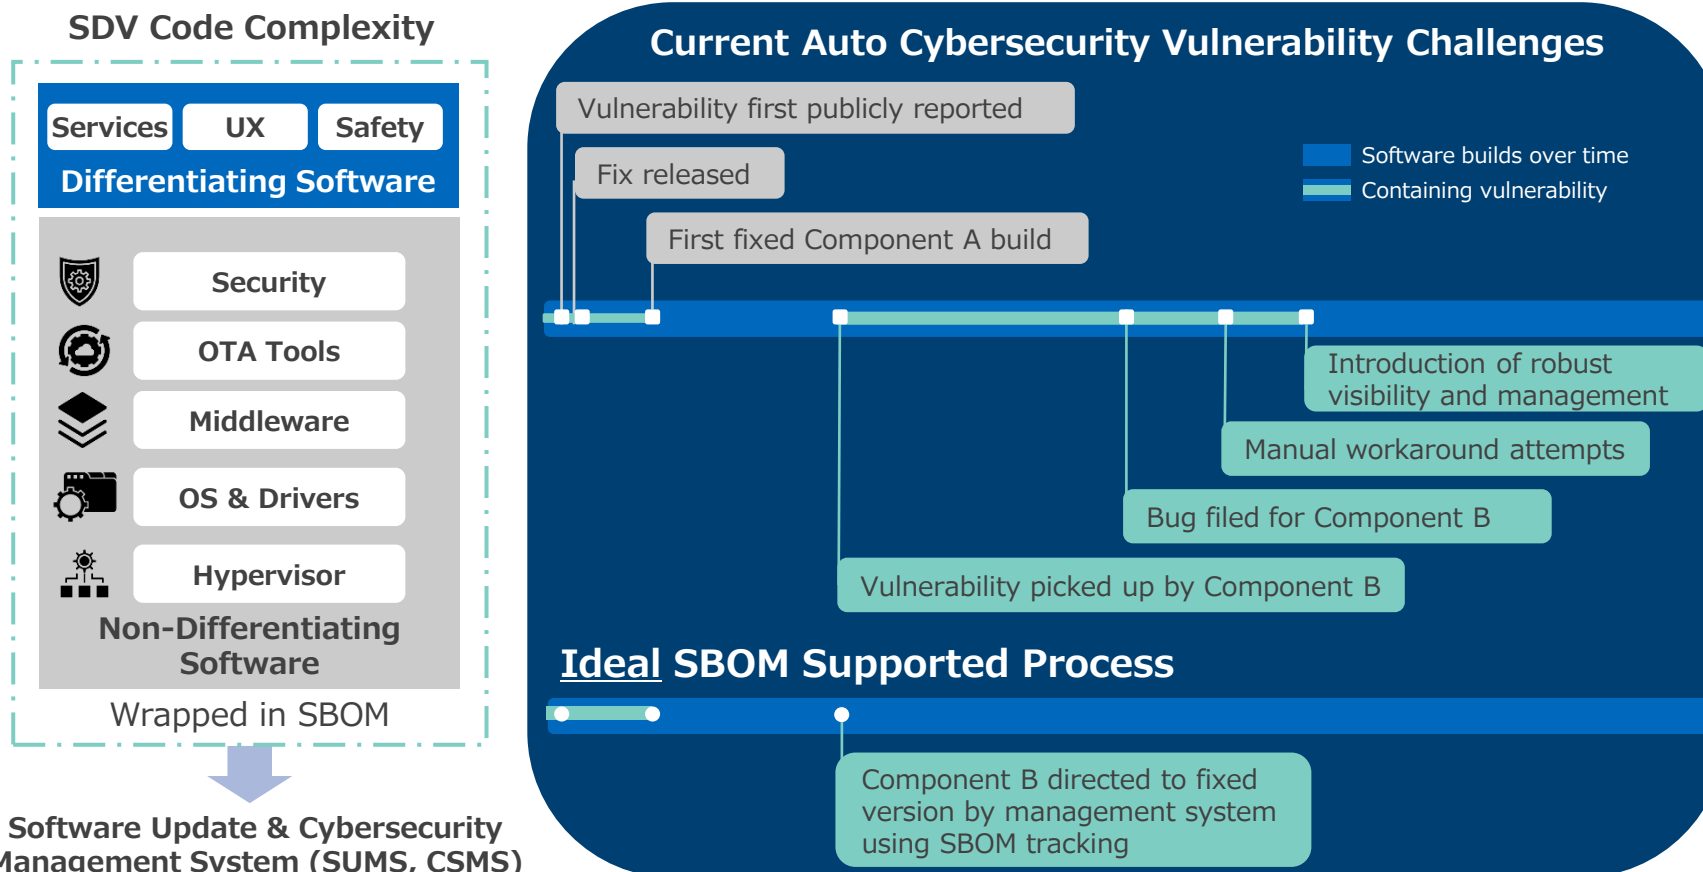 SDV Code Complexity
Services
UX
Safety
Differentiating Software
Security
OTA Tools
Middleware
OS & Drivers
Hypervisor
Non-Differentiating
Software
Wrapped in SBOM
Software Update & Cybersecurity
Management System (SUMS, CSMS)
Current Auto Cybersecurity Vulnerability Challenges
Vulnerability first publicly reported
Fix released
First fixed Component A build
Software builds over time
Containing vulnerability
Introduction of robust
visibility and management
Manual workaround attempts
Bug filed for Component B
Vulnerability picked up by Component B
Ideal SBOM Supported Process
Component B directed to fixed
version by management system
using SBOM tracking